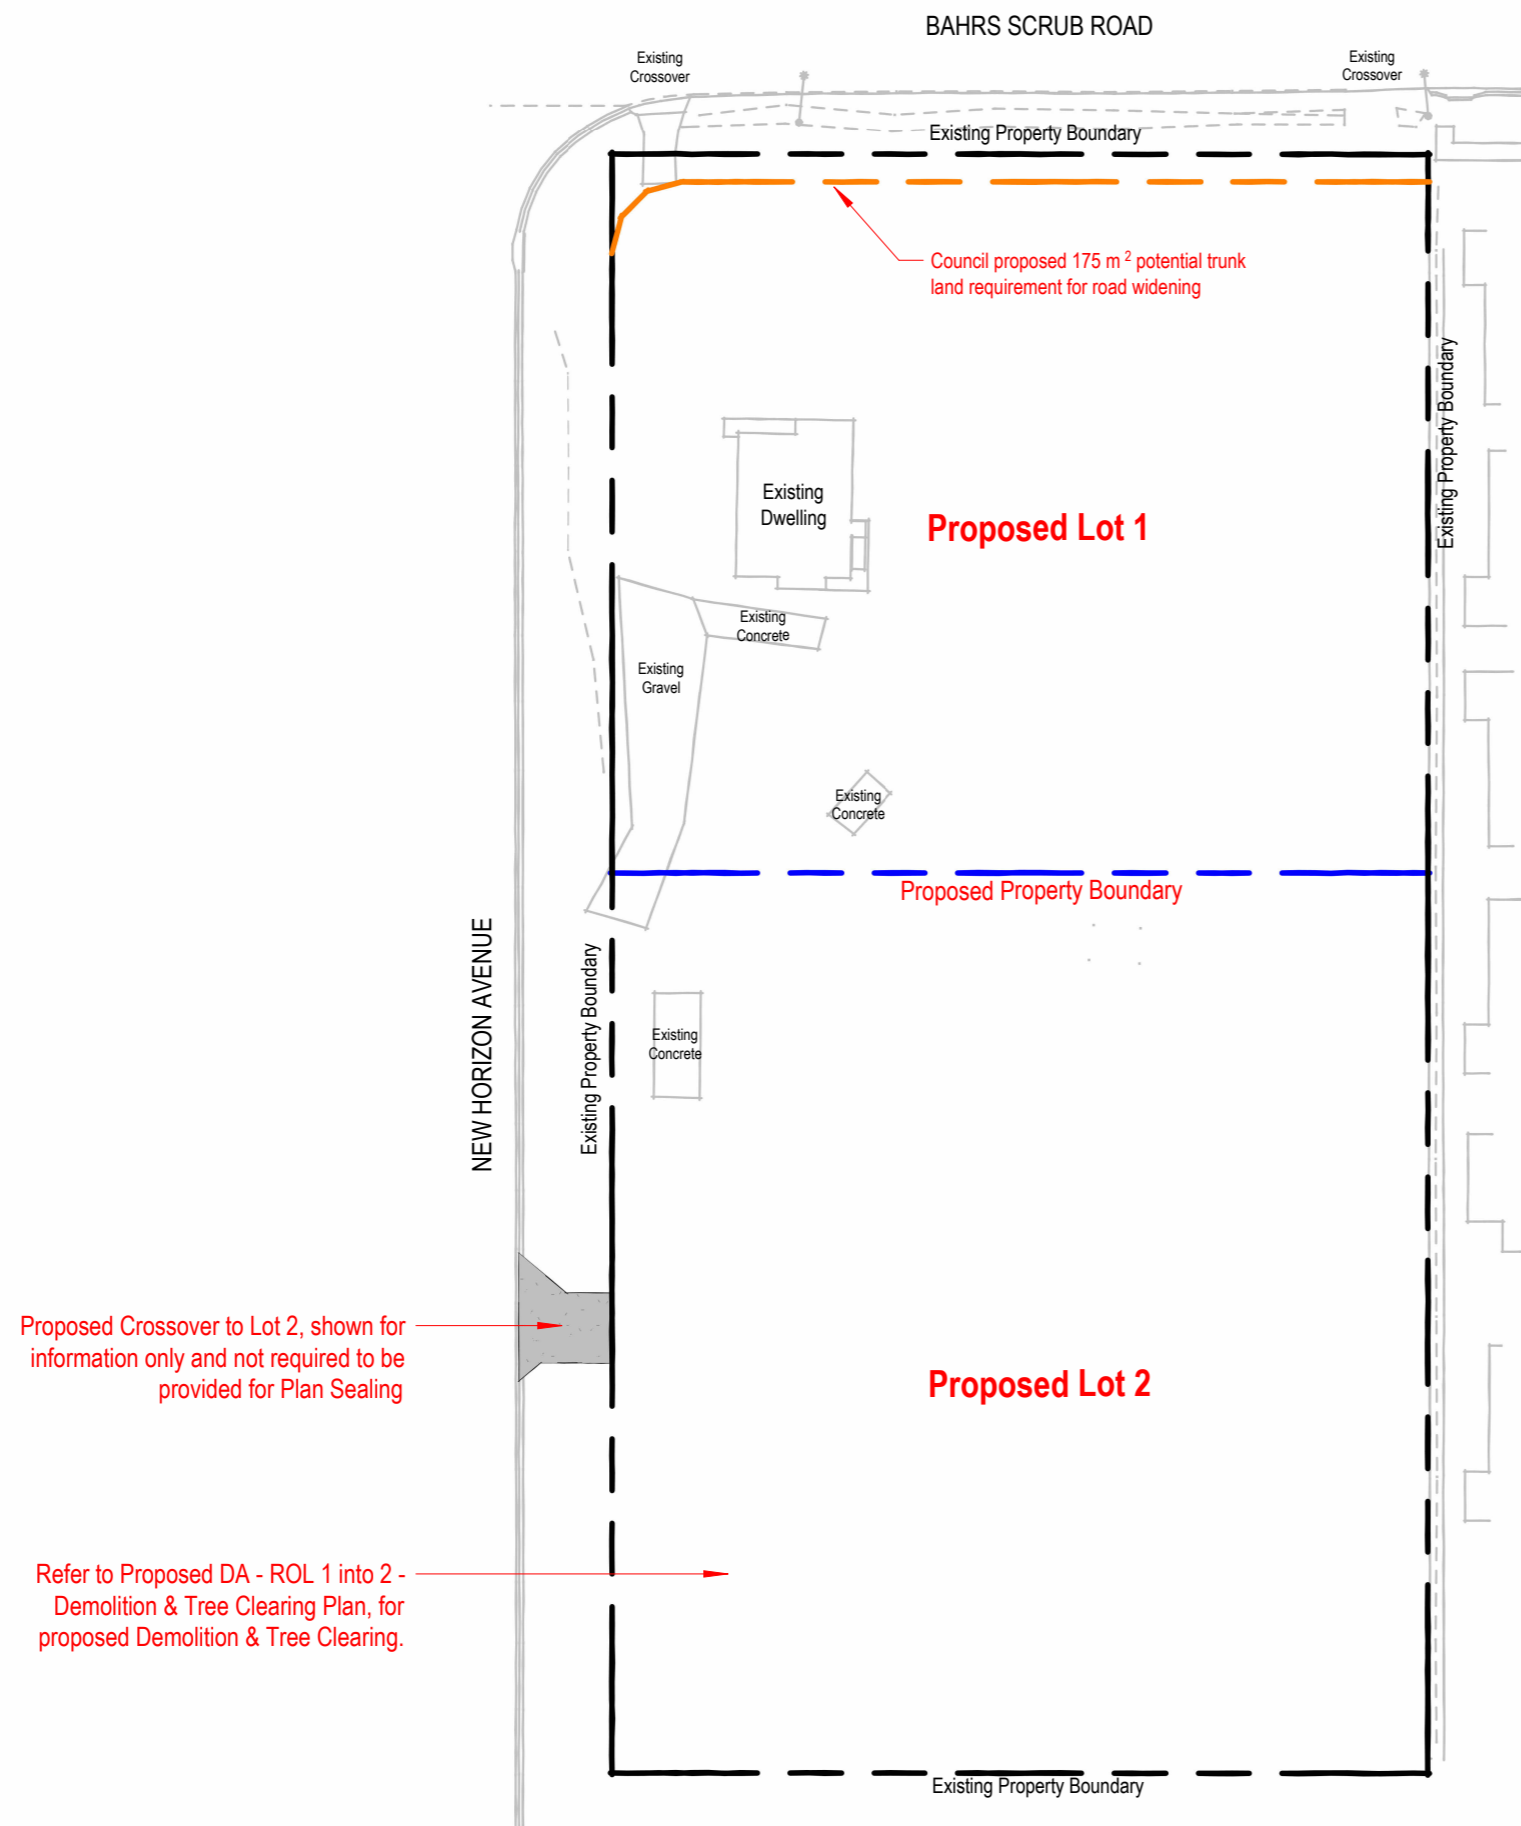 BAHRS SCRUB ROAD
Existing
Crossover
Existing
Crossover
Existing Property Boundary
Council proposed 175 m² potential trunk
land requirement for road widening
Existing Property Boundary
Existing
Dwelling
Proposed Lot 1
Existing
Concrete
Existing
Gravel
Existing
Concrete
Proposed Property Boundary
NEW HORIZON AVENUE
Existing Property Boundary
Existing
Concrete
Proposed Crossover to Lot 2, shown for
information only and not required to be
provided for Plan Sealing
Proposed Lot 2
Refer to Proposed DA - ROL 1 into 2 -
Demolition & Tree Clearing Plan, for
proposed Demolition & Tree Clearing.
Existing Property Boundary